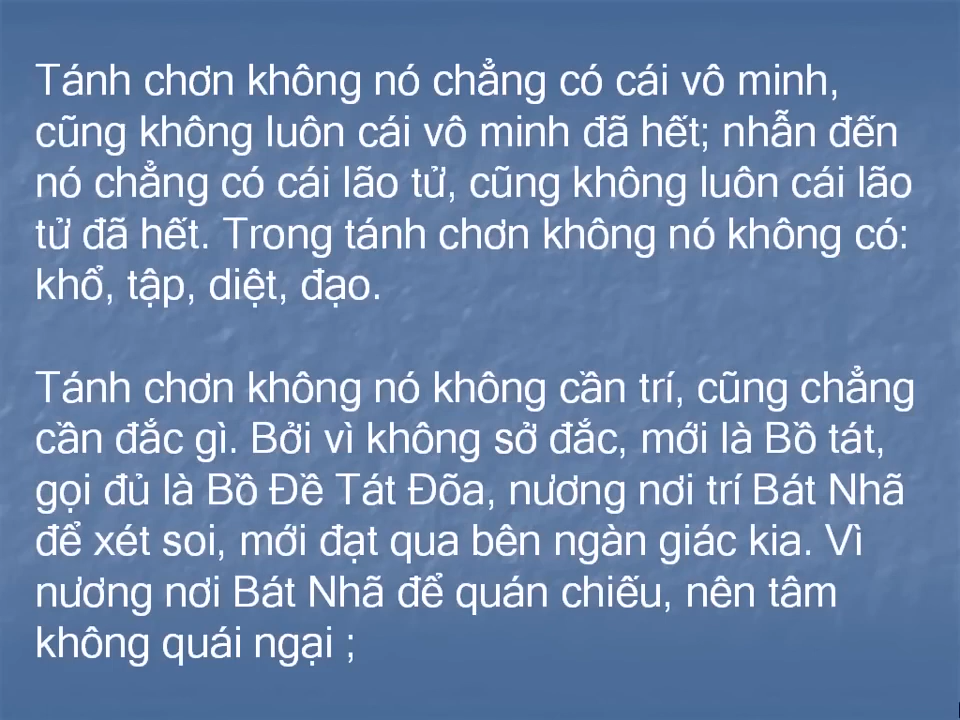 Tánh chơn không nó chẳng có cái vô minh,
cũng không luôn cái vô minh đã hết; nhẫn đến
nó chẳng có cái lão tử, cũng không luôn cái lão
tử đã hết. Trong tánh chơn không nó không có:
khổ, tập, diệt, đạo.
Tánh chơn không nó không cần trí, cũng chẳng
cần đắc gì. Bởi vì không sở đắc, mới là Bồ tát,
gọi đủ là Bồ Đề Tát Đõa, nương nơi trí Bát Nhã
để xét soi, mới đạt qua bên ngàn giác kia. Vì
nương nơi Bát Nhã để quán chiếu, nên tâm
không quái ngại ;